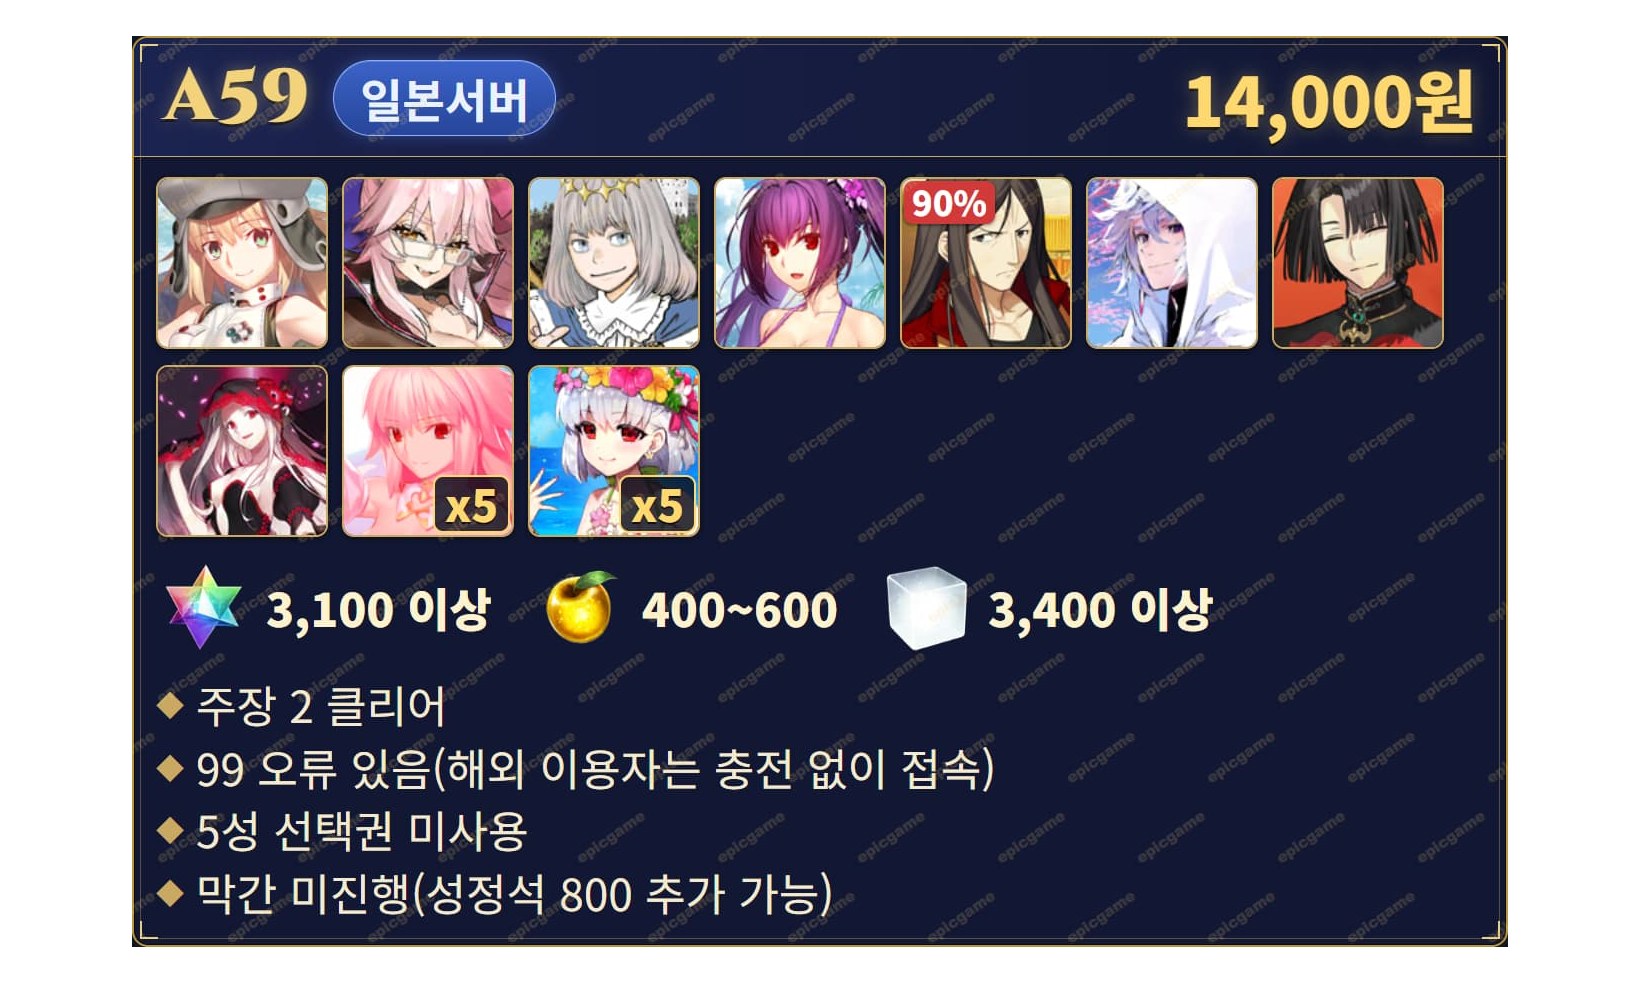 A59 일본서버 14,000원
90%
x5 x5
3,100 이상 400~600 3,400 이상
주장 2 클리어
99 오류 있음(해외 이용자는 충전 없이 접속)
5성 선택권 미사용
막간 미진행(성정석 800 추가 가능)
epicgame